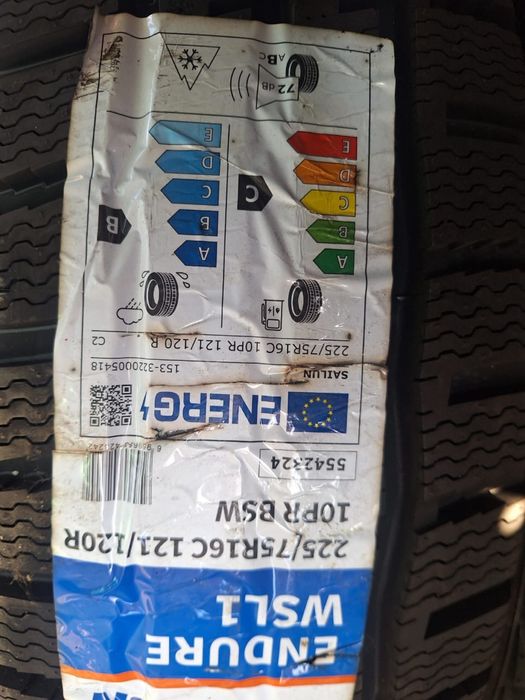 ENDURE
WSL1
225/75R16C 121/120R
10PR BSW
5542324
ENERG
SAILUN
153-3220005418
225/75R16C 10PR 121/120 R
C2
A
B
C
D
E
C
A
B
C
D
E
B
72 dB
ABC